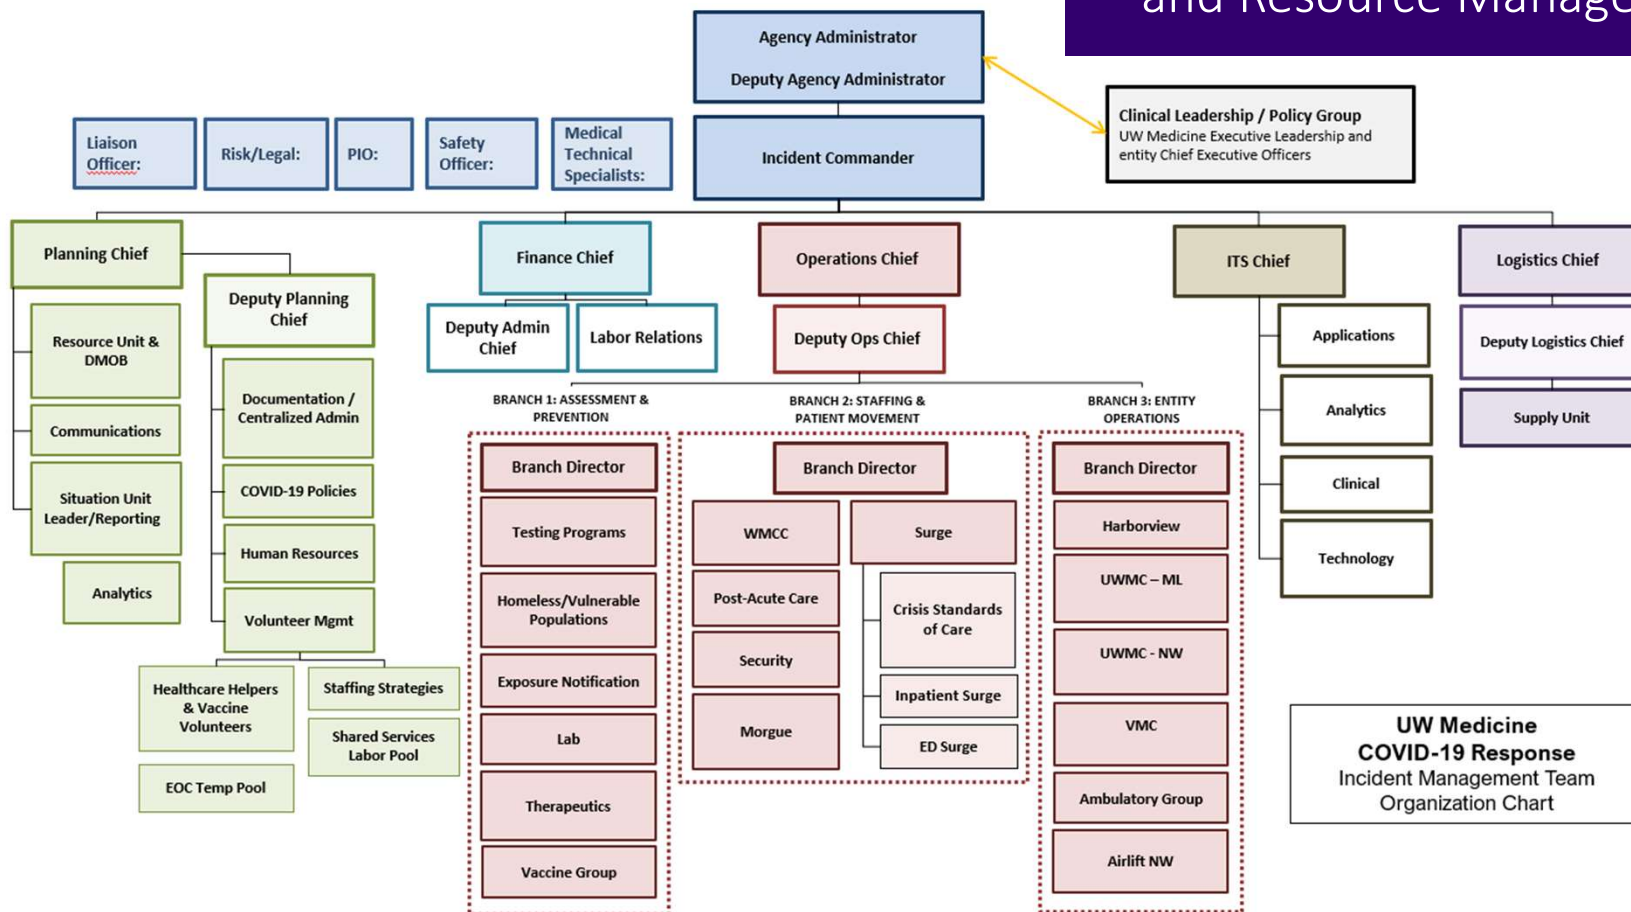 and Resource Manage
Agency Administrator
Deputy Agency Administrator
Clinical Leadership / Policy Group
UW Medicine Executive Leadership and
entity Chief Executive Officers
Liaison
Officer:
Risk/Legal:
PIO:
Safety
Officer:
Medical
Technical
Specialists:
Incident Commander
Planning Chief
Finance Chief
Operations Chief
ITS Chief
Logistics Chief
Deputy Planning
Chief
Resource Unit &
DMOB
Communications
Situation Unit
Leader/Reporting
Analytics
Documentation /
Centralized Admin
COVID-19 Policies
Human Resources
Volunteer Mgmt
Healthcare Helpers
& Vaccine
Volunteers
Staffing Strategies
Shared Services
Labor Pool
EOC Temp Pool
Deputy Admin
Chief
Labor Relations
Deputy Ops Chief
BRANCH 1: ASSESSMENT &
PREVENTION
Branch Director
Testing Programs
Homeless/Vulnerable
Populations
Exposure Notification
Lab
Therapeutics
Vaccine Group
BRANCH 2: STAFFING &
PATIENT MOVEMENT
Branch Director
WMCC
Post-Acute Care
Security
Morgue
Surge
Crisis Standards
of Care
Inpatient Surge
ED Surge
BRANCH 3: ENTITY
OPERATIONS
Branch Director
Harborview
UWMC – ML
UWMC - NW
VMC
Ambulatory Group
Airlift NW
Applications
Analytics
Clinical
Technology
Deputy Logistics Chief
Supply Unit
UW Medicine
COVID-19 Response
Incident Management Team
Organization Chart